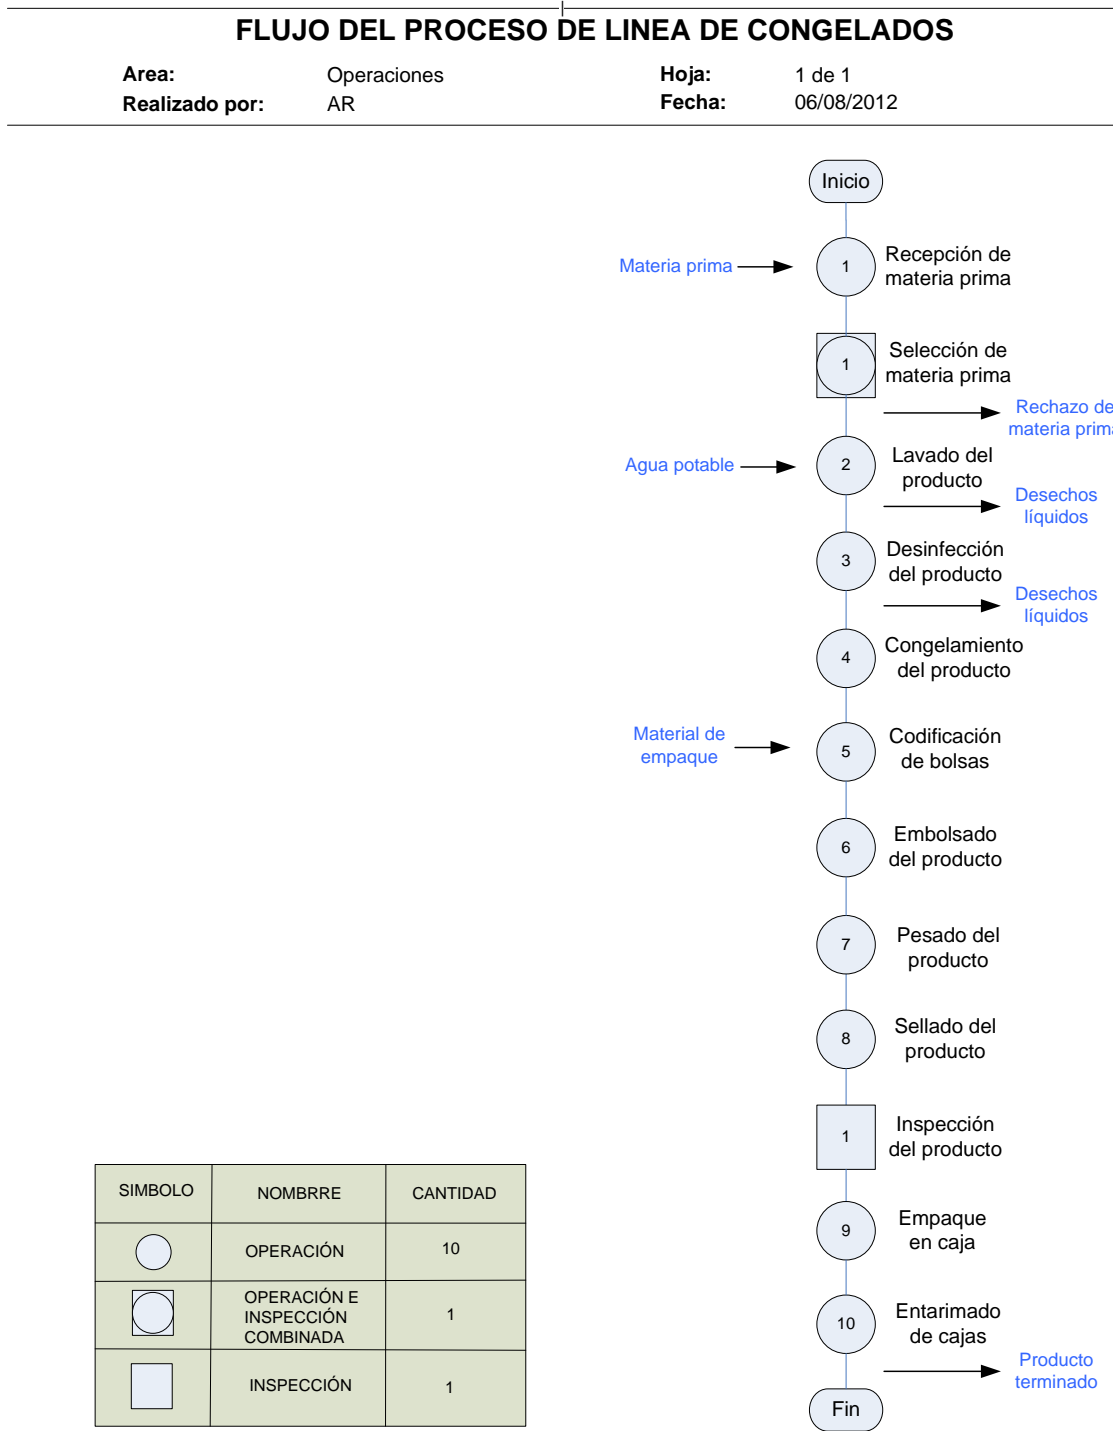 FLUJO DEL PROCESO DE LINEA DE CONGELADOS
Area: Operaciones Hoja: 1 de 1
Realizado por: AR Fecha: 06/08/2012
Inicio
Materia prima
1
Recepción de
materia prima
1
Selección de
materia prima
Rechazo de
materia prima
Agua potable
2
Lavado del
producto
Desechos
líquidos
3
Desinfección
del producto
Desechos
líquidos
4
Congelamiento
del producto
Material de
empaque
5
Codificación
de bolsas
6
Embolsado
del producto
7
Pesado del
producto
8
Sellado del
producto
1
Inspección
del producto
9
Empaque
en caja
10
Entarimado
de cajas
Producto
terminado
Fin
SIMBOLO NOMBRRE CANTIDAD
OPERACIÓN 10
OPERACIÓN E
INSPECCIÓN
COMBINADA
1
INSPECCIÓN 1